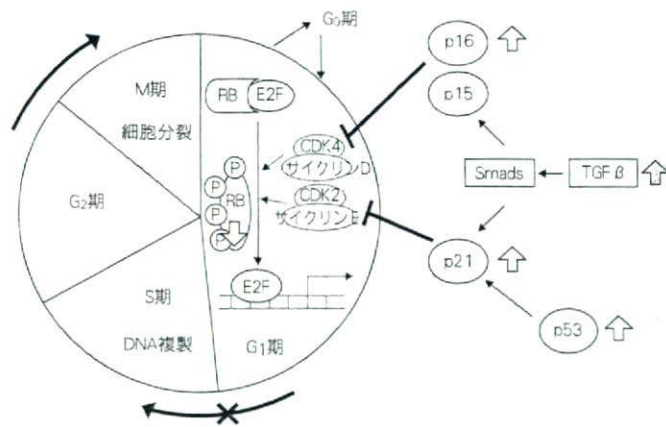 G₀期
p16
RB
E2F
M期
細胞分裂
p15
CDK4
サイクリンD
P
Smads
TGF β
P
RB
CDK2
G₂期
サイクリンE
P
P
p21
S期
E2F
DNA複製
G₁期
p53